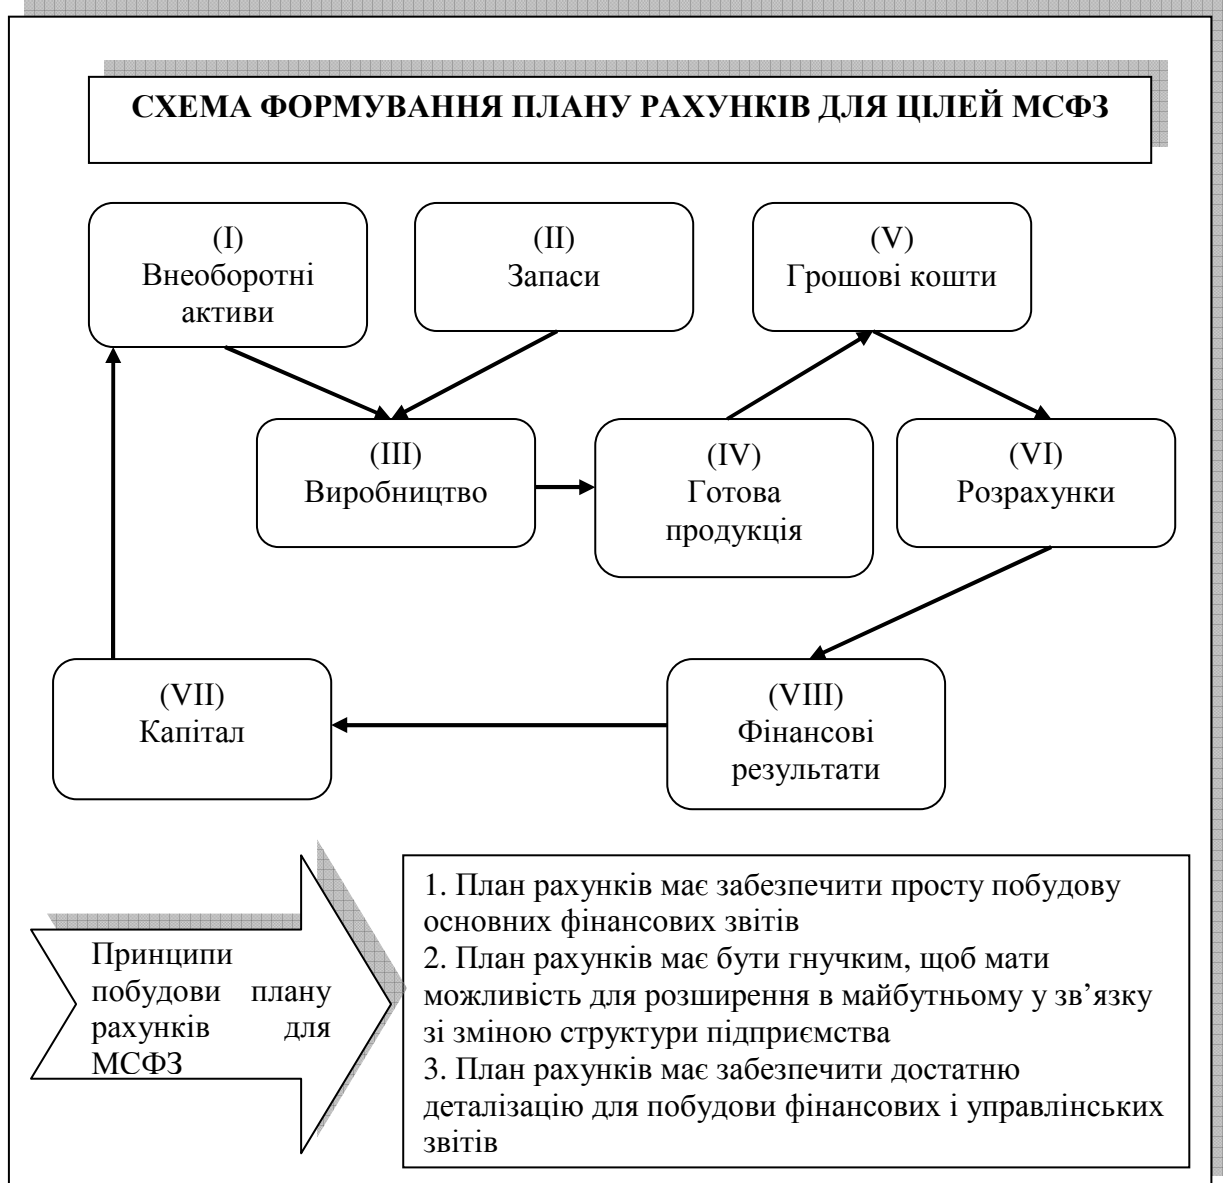 СХЕМА ФОРМУВАННЯ ПЛАНУ РАХУНКІВ ДЛЯ ЦІЛЕЙ МСФЗ
(I)
Внеоборотні
активи
(II)
Запаси
(V)
Грошові кошти
(III)
Виробництво
(IV)
Готова
продукція
(VI)
Розрахунки
(VII)
Капітал
(VIII)
Фінансові
результати
Принципи
побудови плану
рахунків для
МСФЗ
1. План рахунків має забезпечити просту побудову
основних фінансових звітів
2. План рахунків має бути гнучким, щоб мати
можливість для розширення в майбутньому у зв’язку
зі зміною структури підприємства
3. План рахунків має забезпечити достатню
деталізацію для побудови фінансових і управлінських
звітів